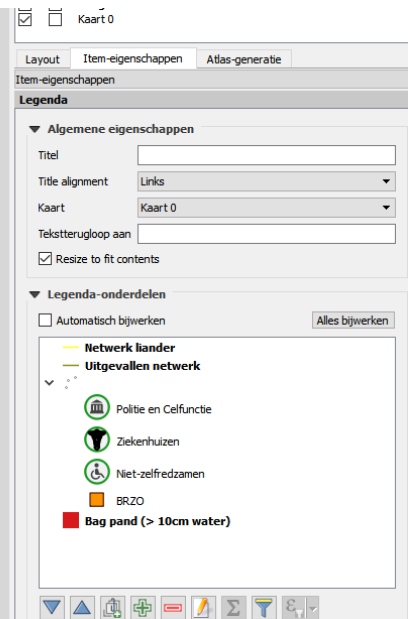 Kaart 0
Layout Item-eigenschappen Atlas-generatie
Item-eigenschappen
Legenda
Algemene eigenschappen
Titel
Title alignment Links
Kaart Kaart 0
Tekstterugloop aan
Resize to fit contents
Legenda-onderdelen
Automatisch bijwerken Alles bijwerken
Netwerk liander
Uitgevallen netwerk
Politie en Celfunctie
Ziekenhuizen
Niet-zelfredzamen
BRZO
Bag pand (> 10cm water)